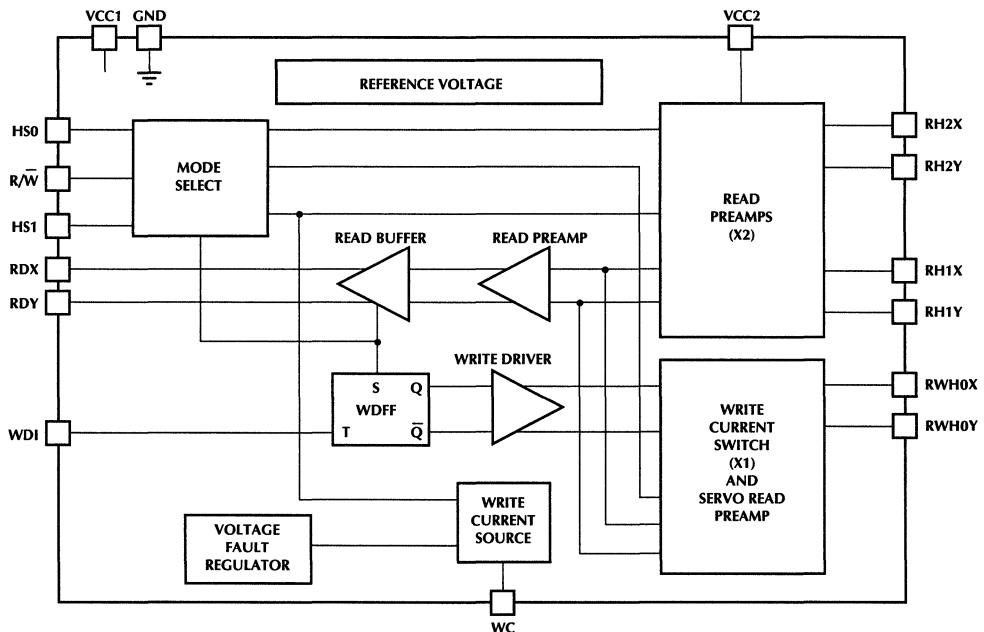 VCC1 GND
VCC2
REFERENCE VOLTAGE
HS0
R/W̅
HS1
MODE
SELECT
READ
PREAMPS
(X2)
RH2X
RH2Y
READ BUFFER
READ PREAMP
RDX
RDY
RH1X
RH1Y
WRITE DRIVER
S Q
WDFF
T Q̅
WDI
WRITE
CURRENT
SWITCH
(X1)
AND
SERVO READ
PREAMP
RWH0X
RWH0Y
WRITE
CURRENT
SOURCE
VOLTAGE
FAULT
REGULATOR
WC